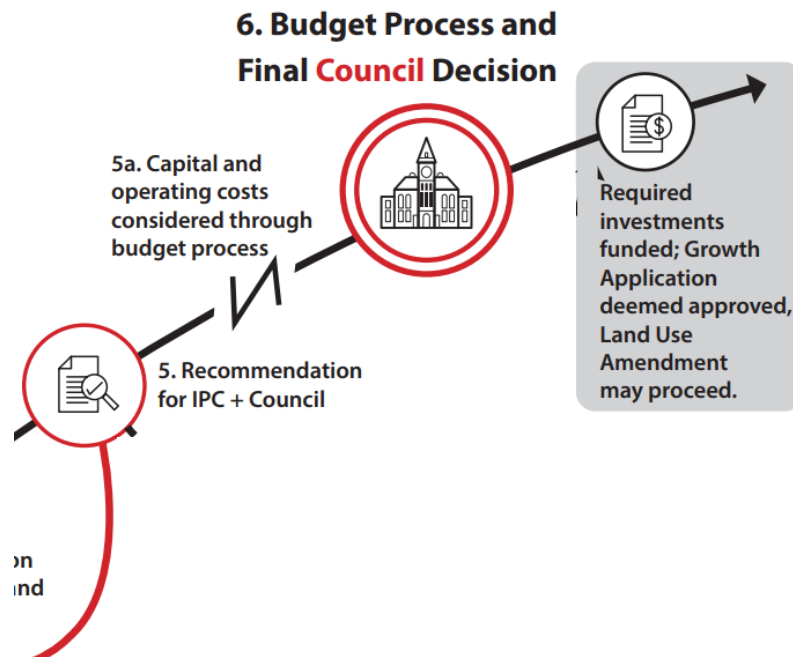 6. Budget Process and
Final Council Decision
5a. Capital and
operating costs
considered through
budget process
Required
investments
funded; Growth
Application
deemed approved,
Land Use
Amendment
may proceed.
5. Recommendation
for IPC + Council
$